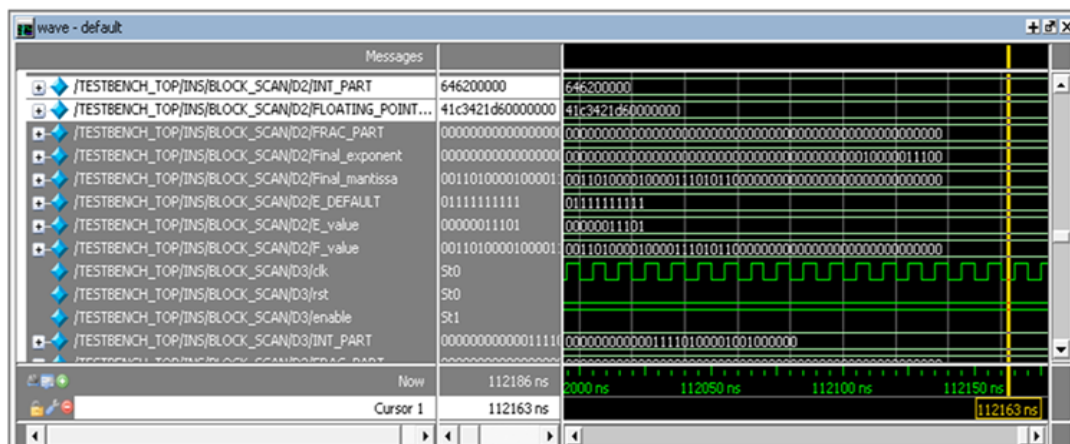 wave - default
Messages
/TESTBENCH_TOP/INS/BLOCK_SCAN/D2/INT_PART 646200000 646200000
/TESTBENCH_TOP/INS/BLOCK_SCAN/D2/FLOATING_POINT... 41c3421d60000000 41c3421d60000000
/TESTBENCH_TOP/INS/BLOCK_SCAN/D2/FRAC_PART
/TESTBENCH_TOP/INS/BLOCK_SCAN/D2/Final_exponent
/TESTBENCH_TOP/INS/BLOCK_SCAN/D2/Final_mantissa
/TESTBENCH_TOP/INS/BLOCK_SCAN/D2/E_DEFAULT 01111111111 01111111111
/TESTBENCH_TOP/INS/BLOCK_SCAN/D2/E_value 00000011101 00000011101
/TESTBENCH_TOP/INS/BLOCK_SCAN/D2/F_value
/TESTBENCH_TOP/INS/BLOCK_SCAN/D3/clk St0
/TESTBENCH_TOP/INS/BLOCK_SCAN/D3/rst St0
/TESTBENCH_TOP/INS/BLOCK_SCAN/D3/enable St1
/TESTBENCH_TOP/INS/BLOCK_SCAN/D3/INT_PART
Now 112186 ns 2000 ns 112050 ns 112100 ns 112150 ns
Cursor 1 112163 ns 112163 ns